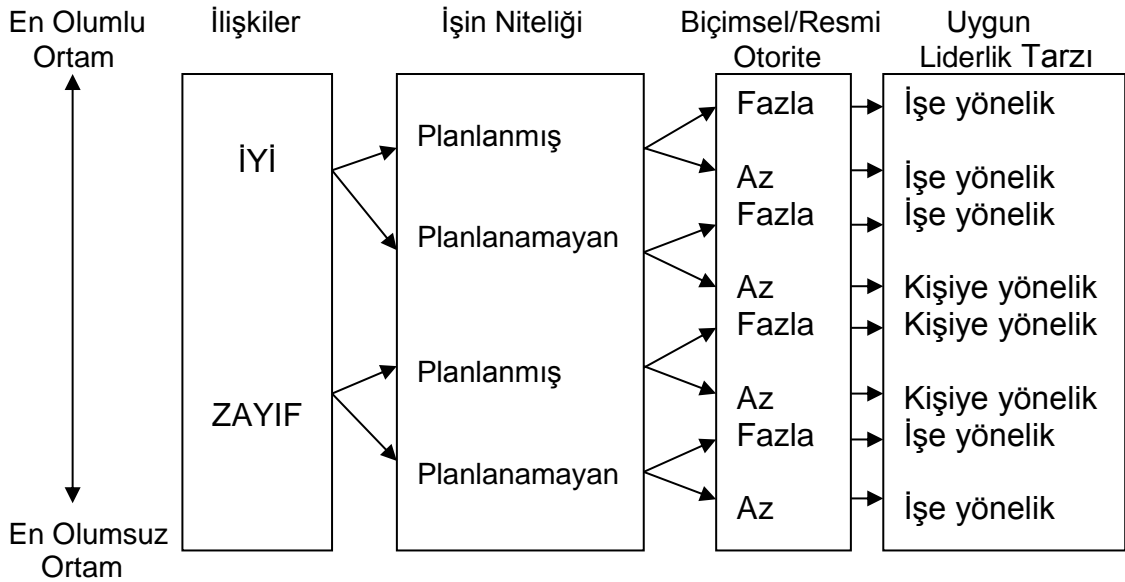 En Olumlu
Ortam
İlişkiler
İşin Niteliği
Biçimsel/Resmi
Otorite
Uygun
Liderlik Tarzı
İYİ
ZAYIF
Planlanmış
Planlanamayan
Planlanmış
Planlanamayan
Fazla
Az
Fazla
Az
Fazla
Az
Fazla
Az
İşe yönelik
İşe yönelik
İşe yönelik
Kişiye yönelik
Kişiye yönelik
Kişiye yönelik
İşe yönelik
İşe yönelik
En Olumsuz
Ortam